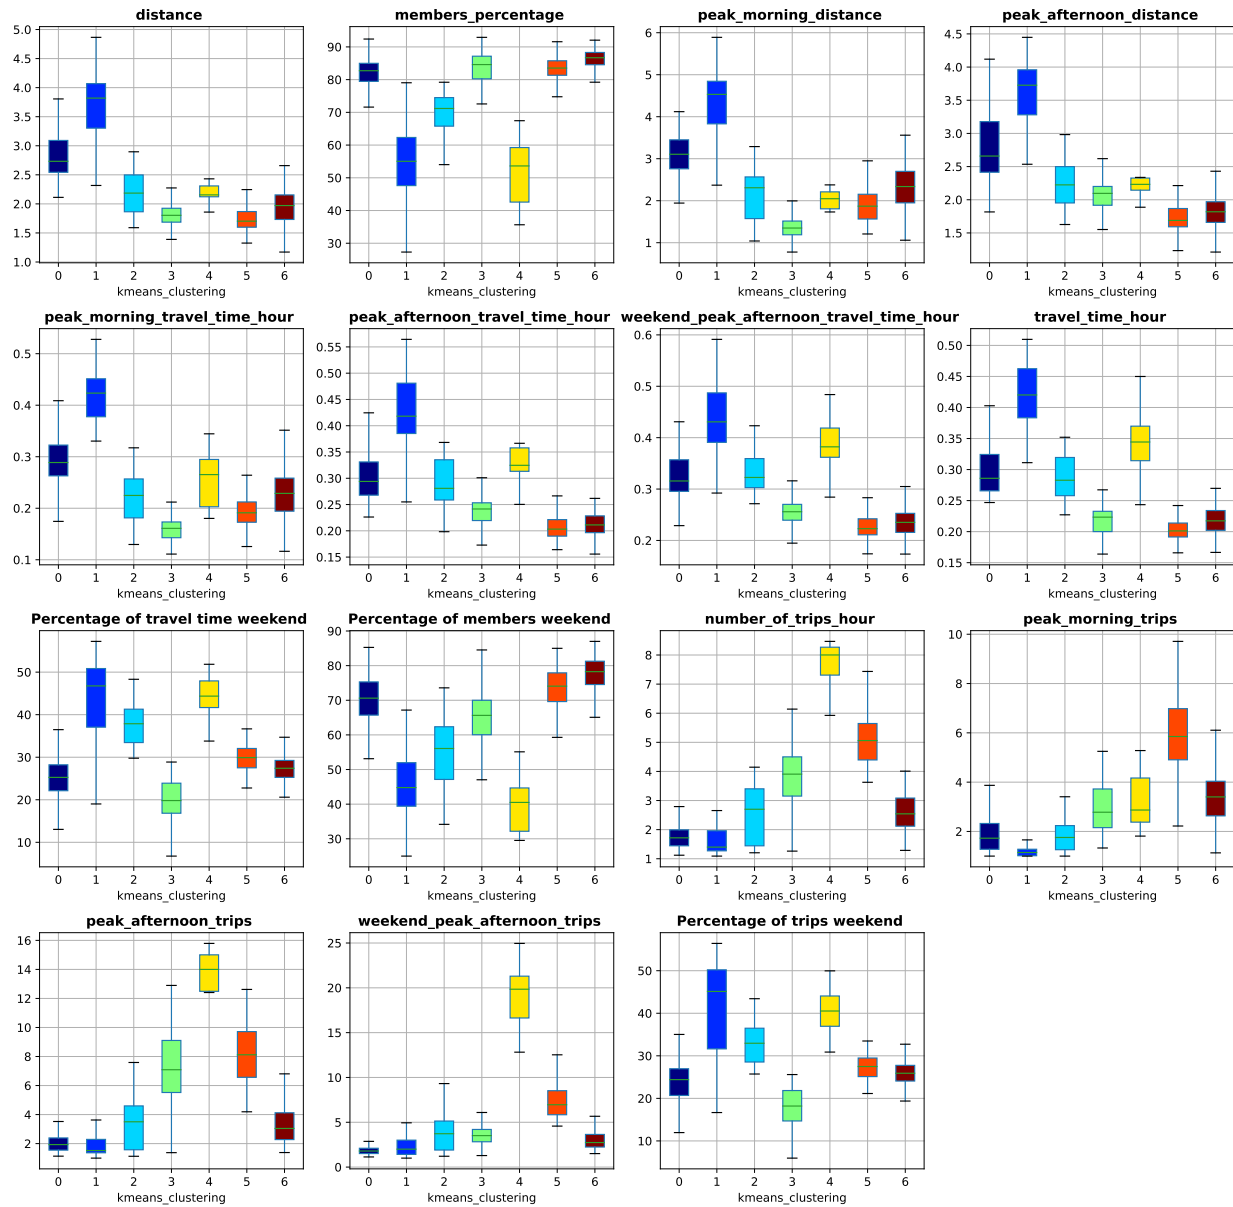 distance
5.0
4.5
4.0
3.5
3.0
2.5
2.0
1.5
1.0
0 1 2 3 4 5 6
kmeans_clustering
members_percentage
90
80
70
60
50
40
30
0 1 2 3 4 5 6
kmeans_clustering
peak_morning_distance
6
5
4
3
2
1
0 1 2 3 4 5 6
kmeans_clustering
peak_afternoon_distance
4.5
4.0
3.5
3.0
2.5
2.0
1.5
0 1 2 3 4 5 6
kmeans_clustering
peak_morning_travel_time_hour
0.5
0.4
0.3
0.2
0.1
0 1 2 3 4 5 6
kmeans_clustering
peak_afternoon_travel_time_hour
0.55
0.50
0.45
0.40
0.35
0.30
0.25
0.20
0.15
0 1 2 3 4 5 6
kmeans_clustering
weekend_peak_afternoon_travel_time_hour
0.6
0.5
0.4
0.3
0.2
0 1 2 3 4 5 6
kmeans_clustering
travel_time_hour
0.50
0.45
0.40
0.35
0.30
0.25
0.20
0.15
0 1 2 3 4 5 6
kmeans_clustering
Percentage of travel time weekend
50
40
30
20
10
0 1 2 3 4 5 6
kmeans_clustering
Percentage of members weekend
90
80
70
60
50
40
30
0 1 2 3 4 5 6
kmeans_clustering
number_of_trips_hour
8
7
6
5
4
3
2
1
0 1 2 3 4 5 6
kmeans_clustering
peak_morning_trips
10
8
6
4
2
0 1 2 3 4 5 6
kmeans_clustering
peak_afternoon_trips
16
14
12
10
8
6
4
2
0 1 2 3 4 5 6
kmeans_clustering
weekend_peak_afternoon_trips
25
20
15
10
5
0
0 1 2 3 4 5 6
kmeans_clustering
Percentage of trips weekend
50
40
30
20
10
0 1 2 3 4 5 6
kmeans_clustering